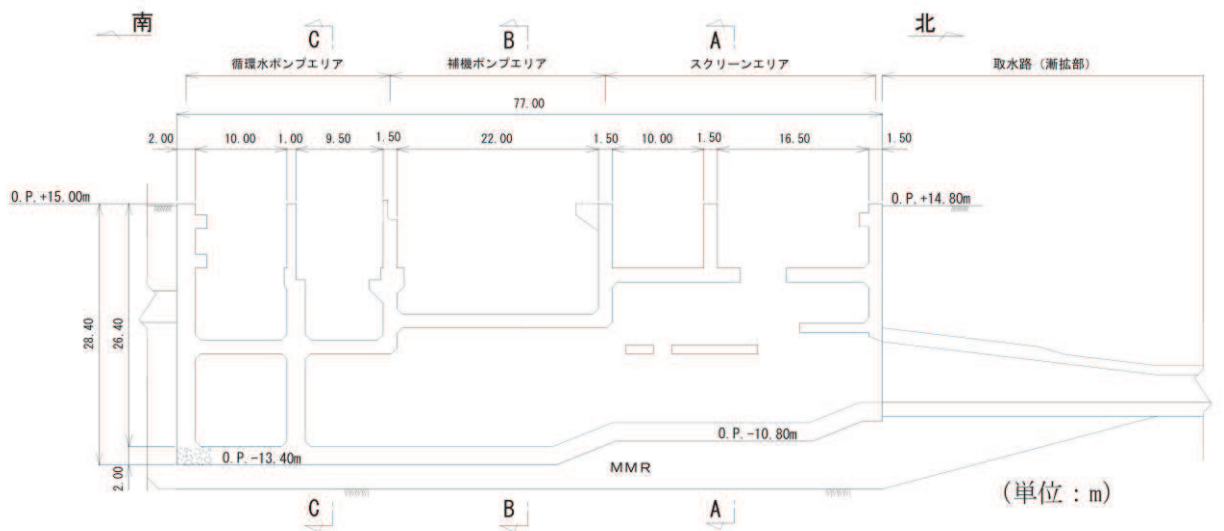 南
C
B
A
北
循環水ポンプエリア
補機ポンプエリア
スクリーンエリア
取水路（漸拡部）
77.00
2.00
10.00
1.00
9.50
1.50
22.00
1.50
10.00
1.50
16.50
1.50
O.P.+15.00m
O.P.+14.80m
28.40
26.40
2.00
O.P.-13.40m
O.P.-10.80m
MMR
（単位：m）
C
B
A